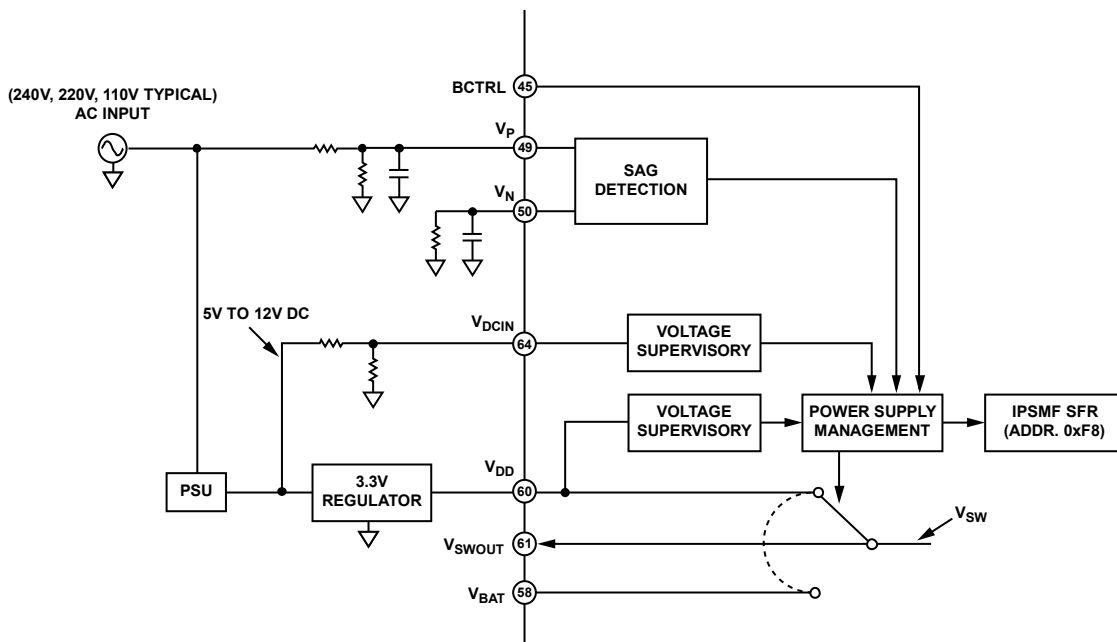 (240V, 220V, 110V TYPICAL)
AC INPUT
BCTRL
45
VP
49
SAG
DETECTION
VN
50
5V TO 12V DC
VDCIN
64
VOLTAGE
SUPERVISORY
VOLTAGE
SUPERVISORY
POWER SUPPLY
MANAGEMENT
IPSMF SFR
(ADDR. 0xF8)
PSU
3.3V
REGULATOR
VDD
60
VSW
VSWOUT
61
VBAT
58